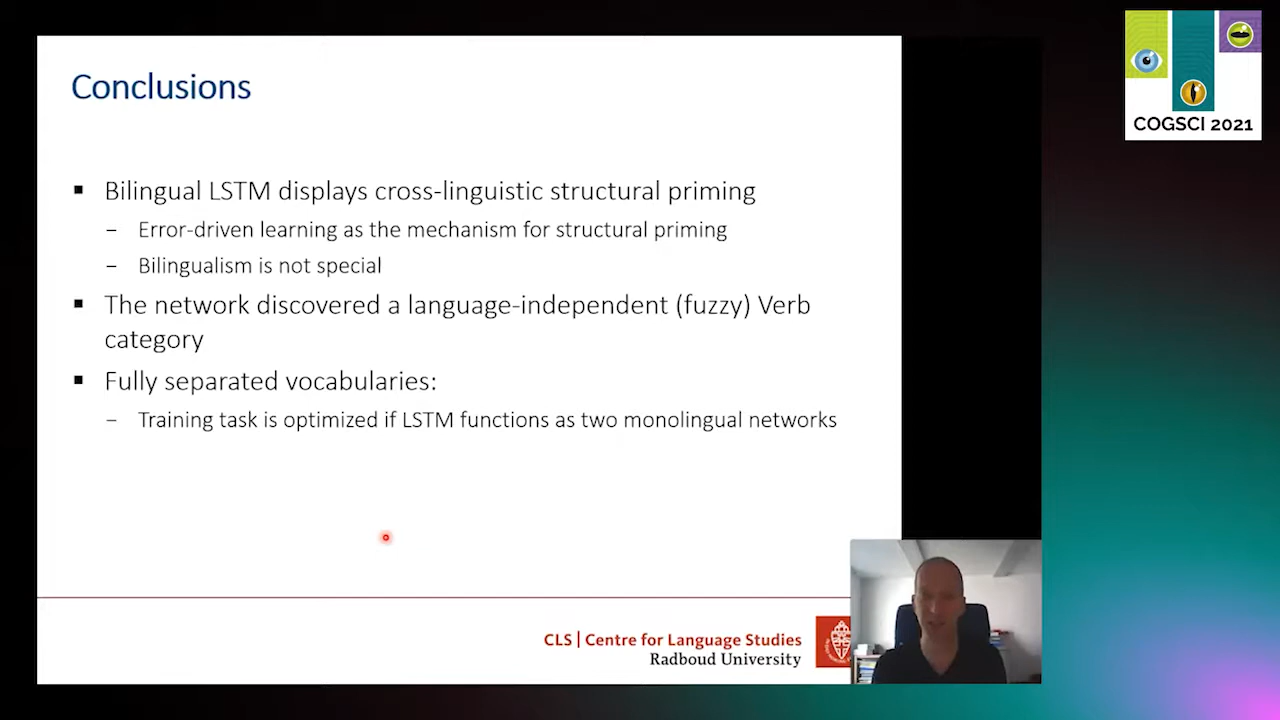 Conclusions
COGSCI 2021
▪ Bilingual LSTM displays cross-linguistic structural priming
– Error-driven learning as the mechanism for structural priming
– Bilingualism is not special
▪ The network discovered a language-independent (fuzzy) Verb
category
▪ Fully separated vocabularies:
– Training task is optimized if LSTM functions as two monolingual networks
CLS | Centre for Language Studies
Radboud University